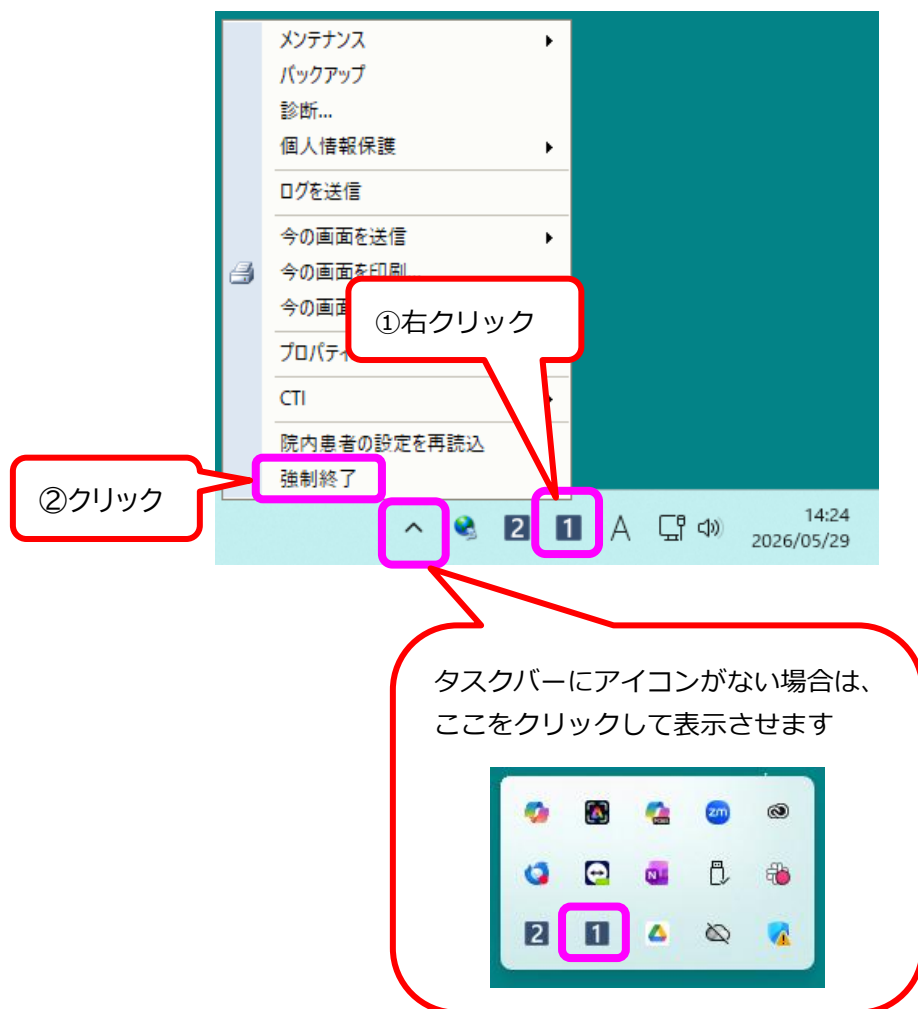 メンテナンス
バックアップ
診断...
個人情報保護
ログを送信
今の画面を送信
今の画面を印刷...
今の画面
①右クリック
プロパティ
CTI
院内患者の設定を再読込
強制終了
②クリック
2
1
A
14:24
2026/05/29
タスクバーにアイコンがない場合は、
ここをクリックして表示させます
zm
N
2
1